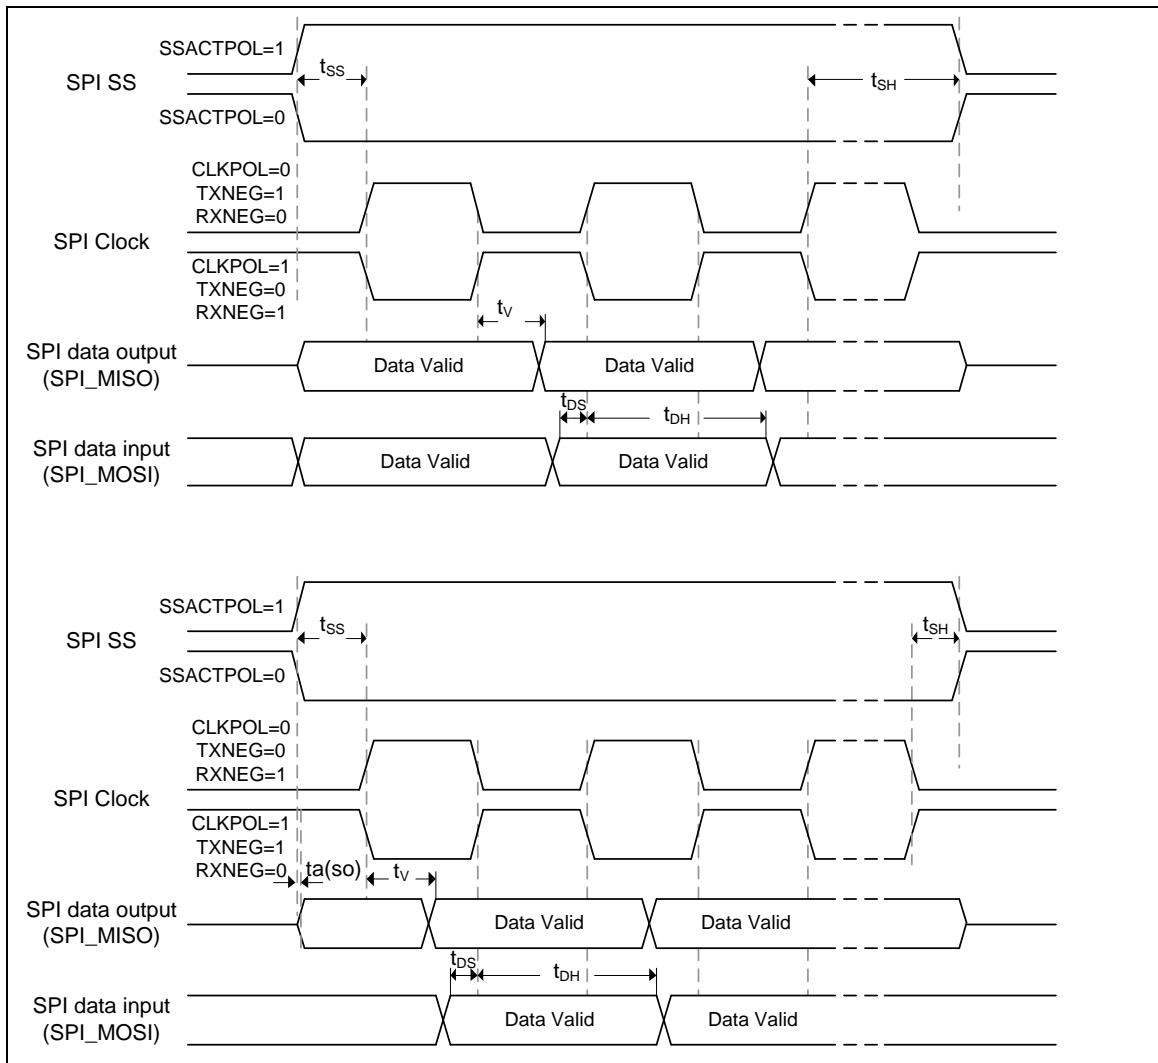 SSACTPOL=1
SPI SS
tSS
tSH
SSACTPOL=0
CLKPOL=0
TXNEG=1
RXNEG=0
SPI Clock
CLKPOL=1
TXNEG=0
RXNEG=1
tV
SPI data output
(SPI_MISO)
Data Valid
Data Valid
tDS
tDH
SPI data input
(SPI_MOSI)
Data Valid
Data Valid
SSACTPOL=1
SPI SS
tSS
tSH
SSACTPOL=0
CLKPOL=0
TXNEG=0
RXNEG=1
SPI Clock
CLKPOL=1
TXNEG=1
RXNEG=0
ta(so)
tV
SPI data output
(SPI_MISO)
Data Valid
Data Valid
tDS
tDH
SPI data input
(SPI_MOSI)
Data Valid
Data Valid